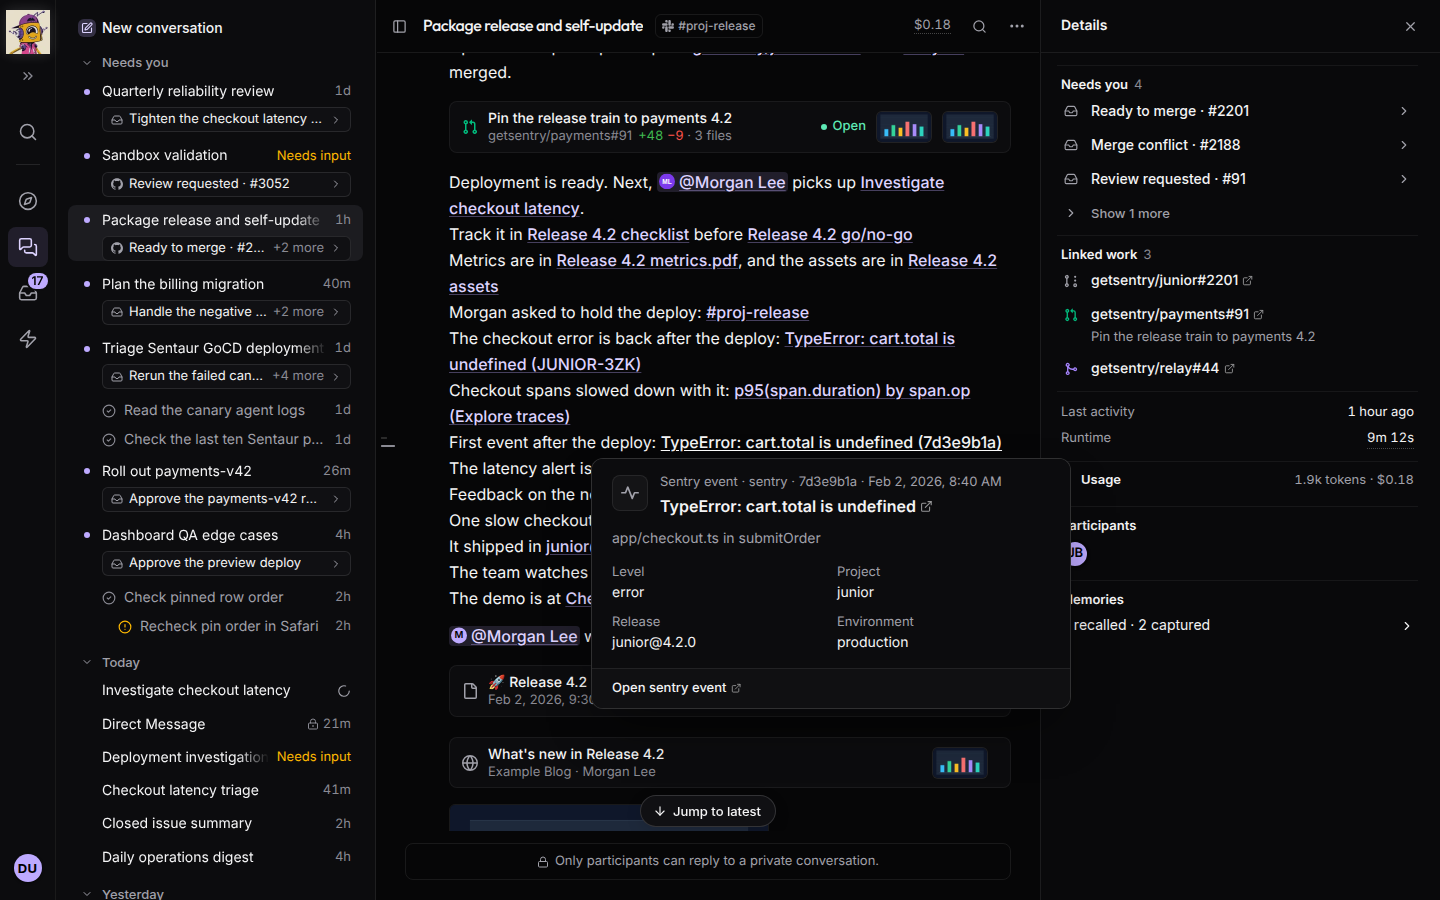 New conversation
Needs you
Quarterly reliability review 1d
Tighten the checkout latency ...
Sandbox validation Needs input
Review requested · #3052
Package release and self-update 1h
Ready to merge · #2... +2 more
17
Plan the billing migration 40m
Handle the negative ... +2 more
Triage Sentaur GoCD deployment 1d
Rerun the failed can... +4 more
Read the canary agent logs 1d
Check the last ten Sentaur p... 1d
Roll out payments-v42 26m
Approve the payments-v42 r...
Dashboard QA edge cases 4h
Approve the preview deploy
Check pinned row order 2h
Recheck pin order in Safari 2h
Today
Investigate checkout latency
Direct Message 21m
Deployment investigation Needs input
Checkout latency triage 41m
Closed issue summary 2h
Daily operations digest 4h
Yesterday
DU
Package release and self-update #proj-release $0.18
merged.
Pin the release train to payments 4.2
getsentry/payments#91 +48 −9 · 3 files
Open
Deployment is ready. Next, ML @Morgan Lee picks up Investigate
checkout latency.
Track it in Release 4.2 checklist before Release 4.2 go/no-go
Metrics are in Release 4.2 metrics.pdf, and the assets are in Release 4.2
assets
Morgan asked to hold the deploy: #proj-release
The checkout error is back after the deploy: TypeError: cart.total is
undefined (JUNIOR-3ZK)
Checkout spans slowed down with it: p95(span.duration) by span.op
(Explore traces)
First event after the deploy: TypeError: cart.total is undefined (7d3e9b1a)
The latency alert is
Feedback on the
One slow checkout
It shipped in junior
The team watches
The demo is at
M @Morgan Lee
Sentry event · sentry · 7d3e9b1a · Feb 2, 2026, 8:40 AM
TypeError: cart.total is undefined
app/checkout.ts in submitOrder
Level Project
error junior
Release Environment
junior@4.2.0 production
Open sentry event
🚀 Release 4.2
Feb 2, 2026,
What's new in Release 4.2
Example Blog · Morgan Lee
Jump to latest
Only participants can reply to a private conversation.
Details
Needs you 4
Ready to merge · #2201
Merge conflict · #2188
Review requested · #91
Show 1 more
Linked work 3
getsentry/junior#2201
getsentry/payments#91
Pin the release train to payments 4.2
getsentry/relay#44
Last activity 1 hour ago
Runtime 9m 12s
Usage 1.9k tokens · $0.18
articipants
JB
emories
recalled · 2 captured